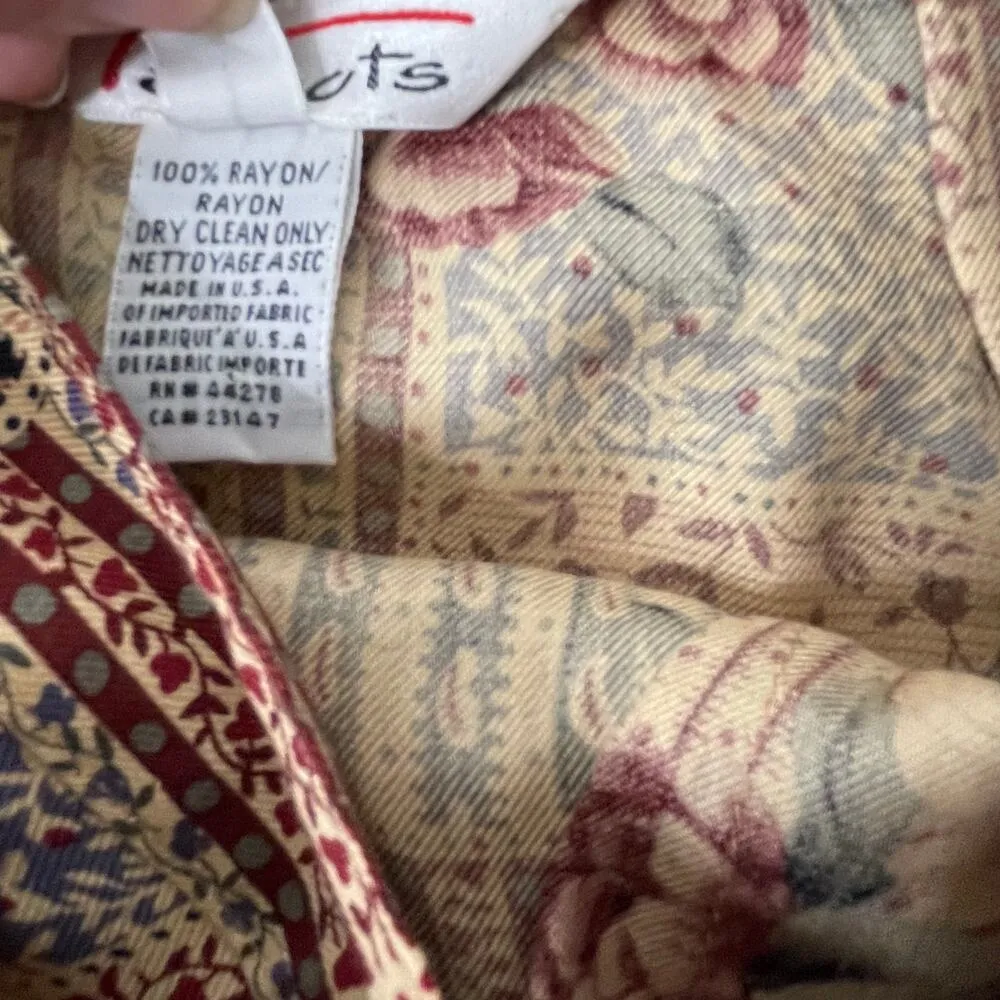 uts
100% RAYON/
RAYON
DRY CLEAN ONLY
NETTOYAGE A SEC
MADE IN U.S.A.
OF IMPORTED FABRIC
FABRIQUE'A' U.S.A
DE FABRIC IMPORTE
RN# 44278
CA# 23147